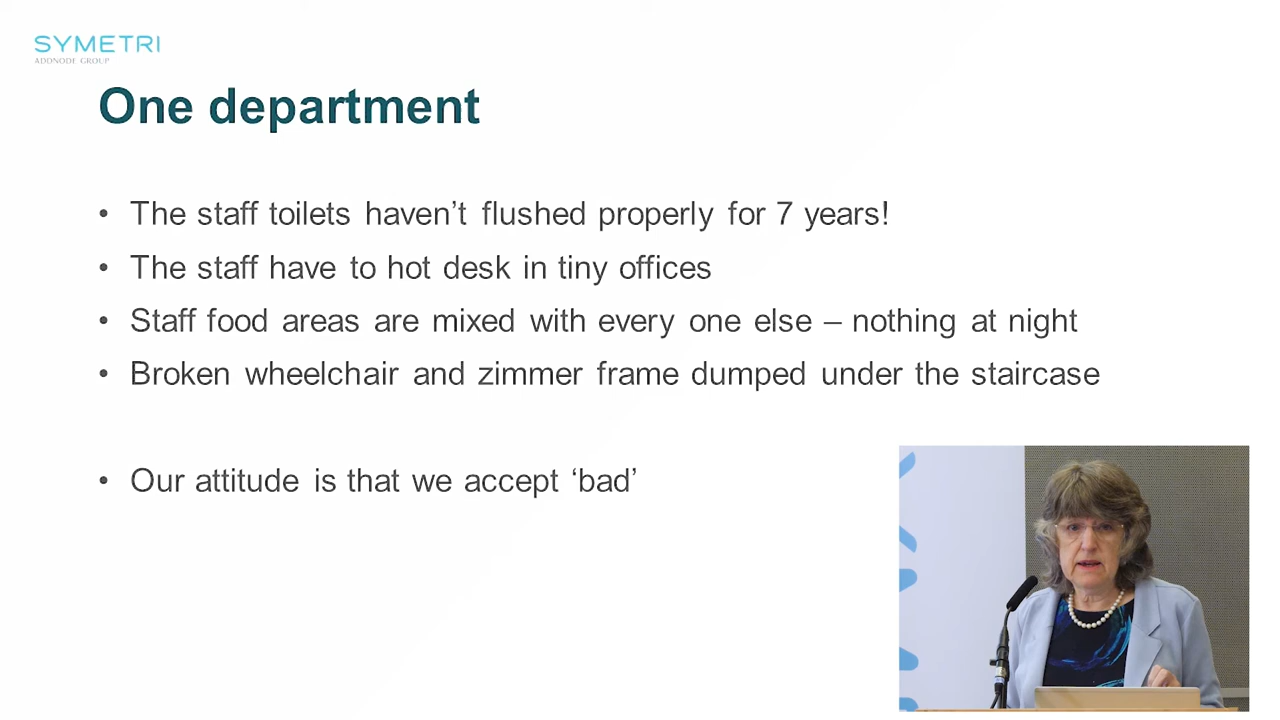 SYMETRI
ADDNODE GROUP
One department
• The staff toilets haven’t flushed properly for 7 years!
• The staff have to hot desk in tiny offices
• Staff food areas are mixed with every one else – nothing at night
• Broken wheelchair and zimmer frame dumped under the staircase
• Our attitude is that we accept ‘bad’